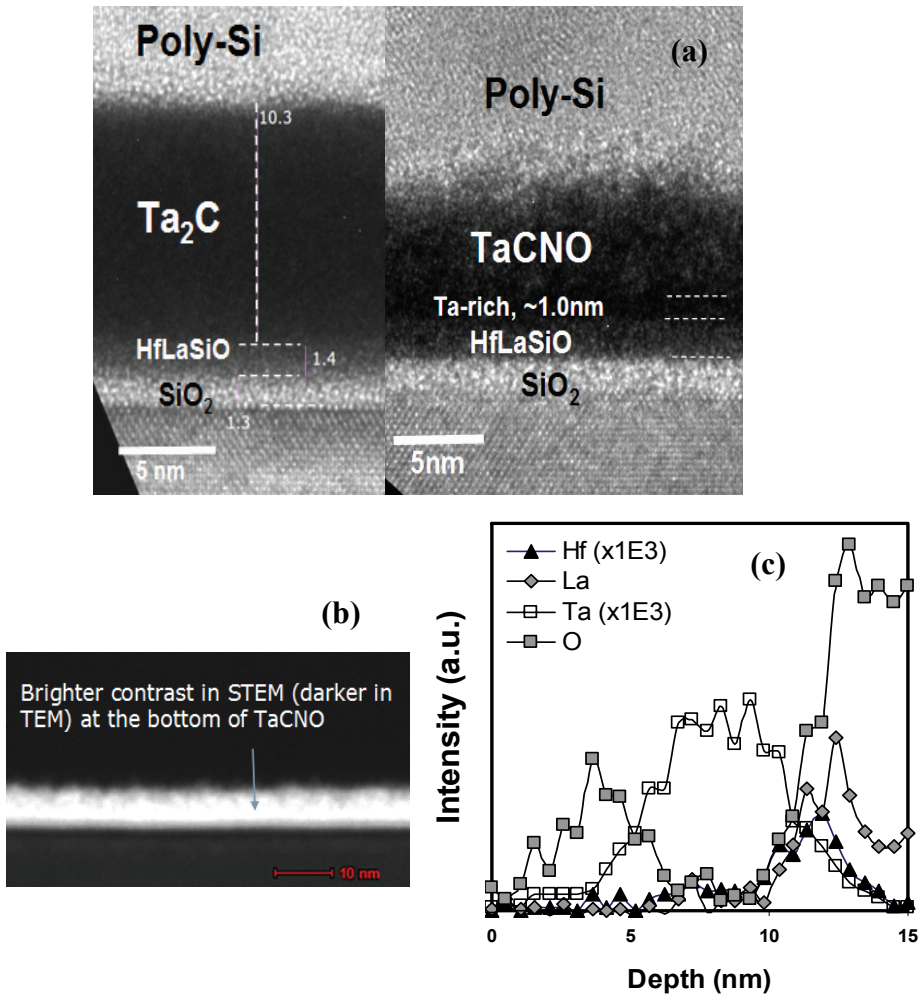 Poly-Si
10.3
Ta₂C
HfLaSiO
1.4
SiO₂
1.3
5 nm
(a)
Poly-Si
TaCNO
Ta-rich, ~1.0nm
HfLaSiO
SiO₂
5nm
(b)
Brighter contrast in STEM (darker in
TEM) at the bottom of TaCNO
10 nm
(c)
Hf (x1E3)
La
Ta (x1E3)
O
Intensity (a.u.)
0 5 10 15
Depth (nm)